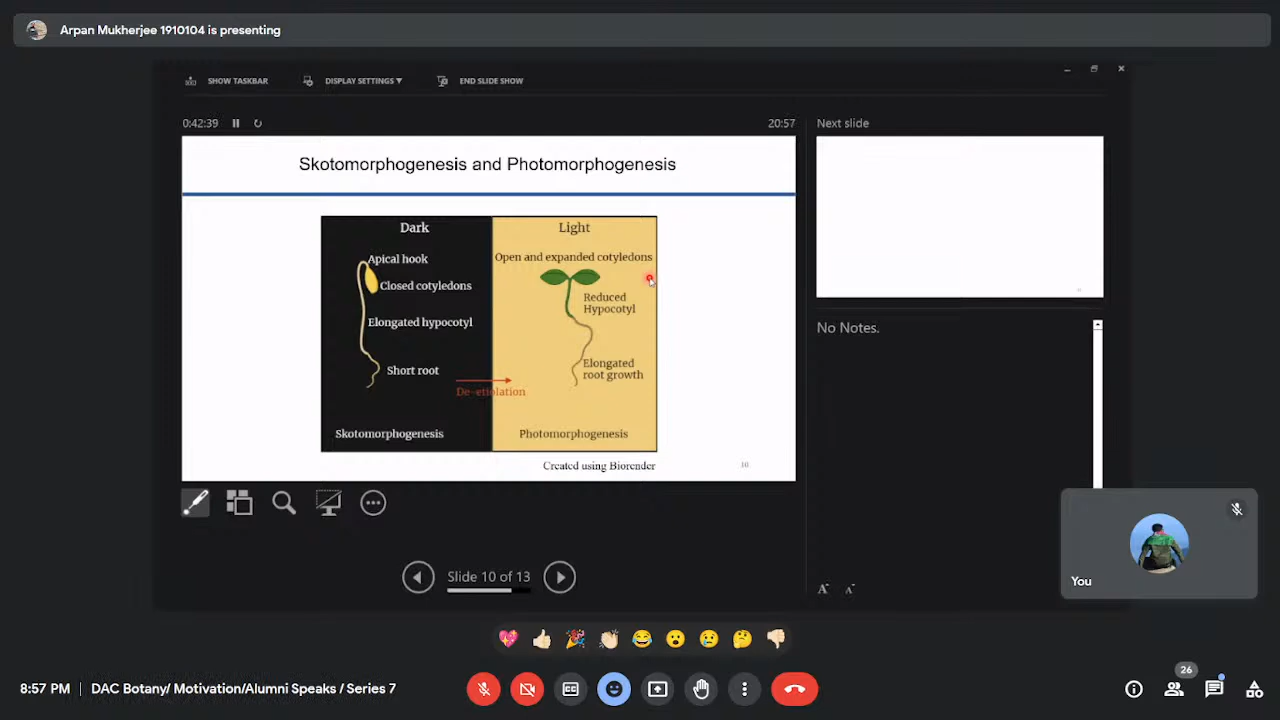 Arpan Mukherjee 1910104 is presenting
SHOW TASKBAR
DISPLAY SETTINGS ▼
END SLIDE SHOW
0:42:39
20:57
Next slide
Skotomorphogenesis and Photomorphogenesis
Dark
Light
Apical hook
Open and expanded cotyledons
Closed cotyledons
Reduced
Hypocotyl
Elongated hypocotyl
Short root
Elongated
root growth
De-etiolation
Skotomorphogenesis
Photomorphogenesis
Created using Biorender
10
No Notes.
Slide 10 of 13
A
A
You
8:57 PM | DAC Botany/ Motivation/Alumni Speaks / Series 7
CC
26